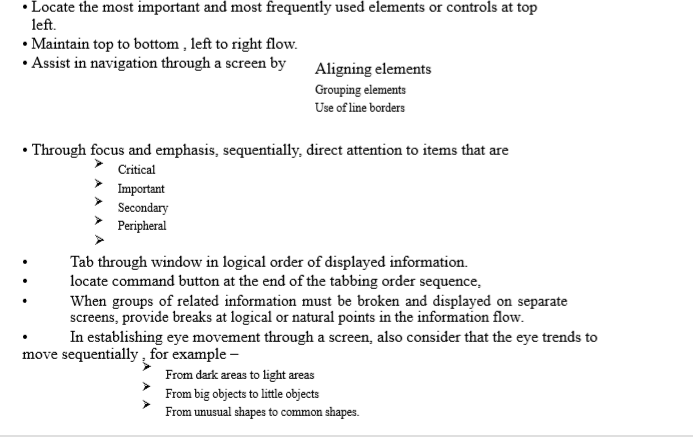 • Locate the most important and most frequently used elements or controls at top
left.
• Maintain top to bottom , left to right flow.
• Assist in navigation through a screen by
Aligning elements
Grouping elements
Use of line borders
• Through focus and emphasis, sequentially, direct attention to items that are
➢ Critical
➢ Important
➢ Secondary
➢ Peripheral
➢
• Tab through window in logical order of displayed information.
• locate command button at the end of the tabbing order sequence,
• When groups of related information must be broken and displayed on separate
screens, provide breaks at logical or natural points in the information flow.
• In establishing eye movement through a screen, also consider that the eye trends to
move sequentially , for example –
➢ From dark areas to light areas
➢ From big objects to little objects
➢ From unusual shapes to common shapes.